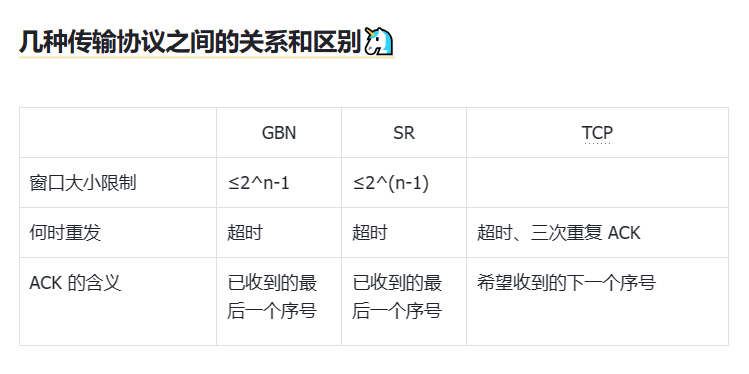 几种传输协议之间的关系和区别🦄
GBN SR TCP
窗口大小限制 ≤2^n-1 ≤2^(n-1)
何时重发 超时 超时 超时、三次重复 ACK
ACK 的含义 已收到的最 已收到的最 希望收到的下一个序号
后一个序号 后一个序号